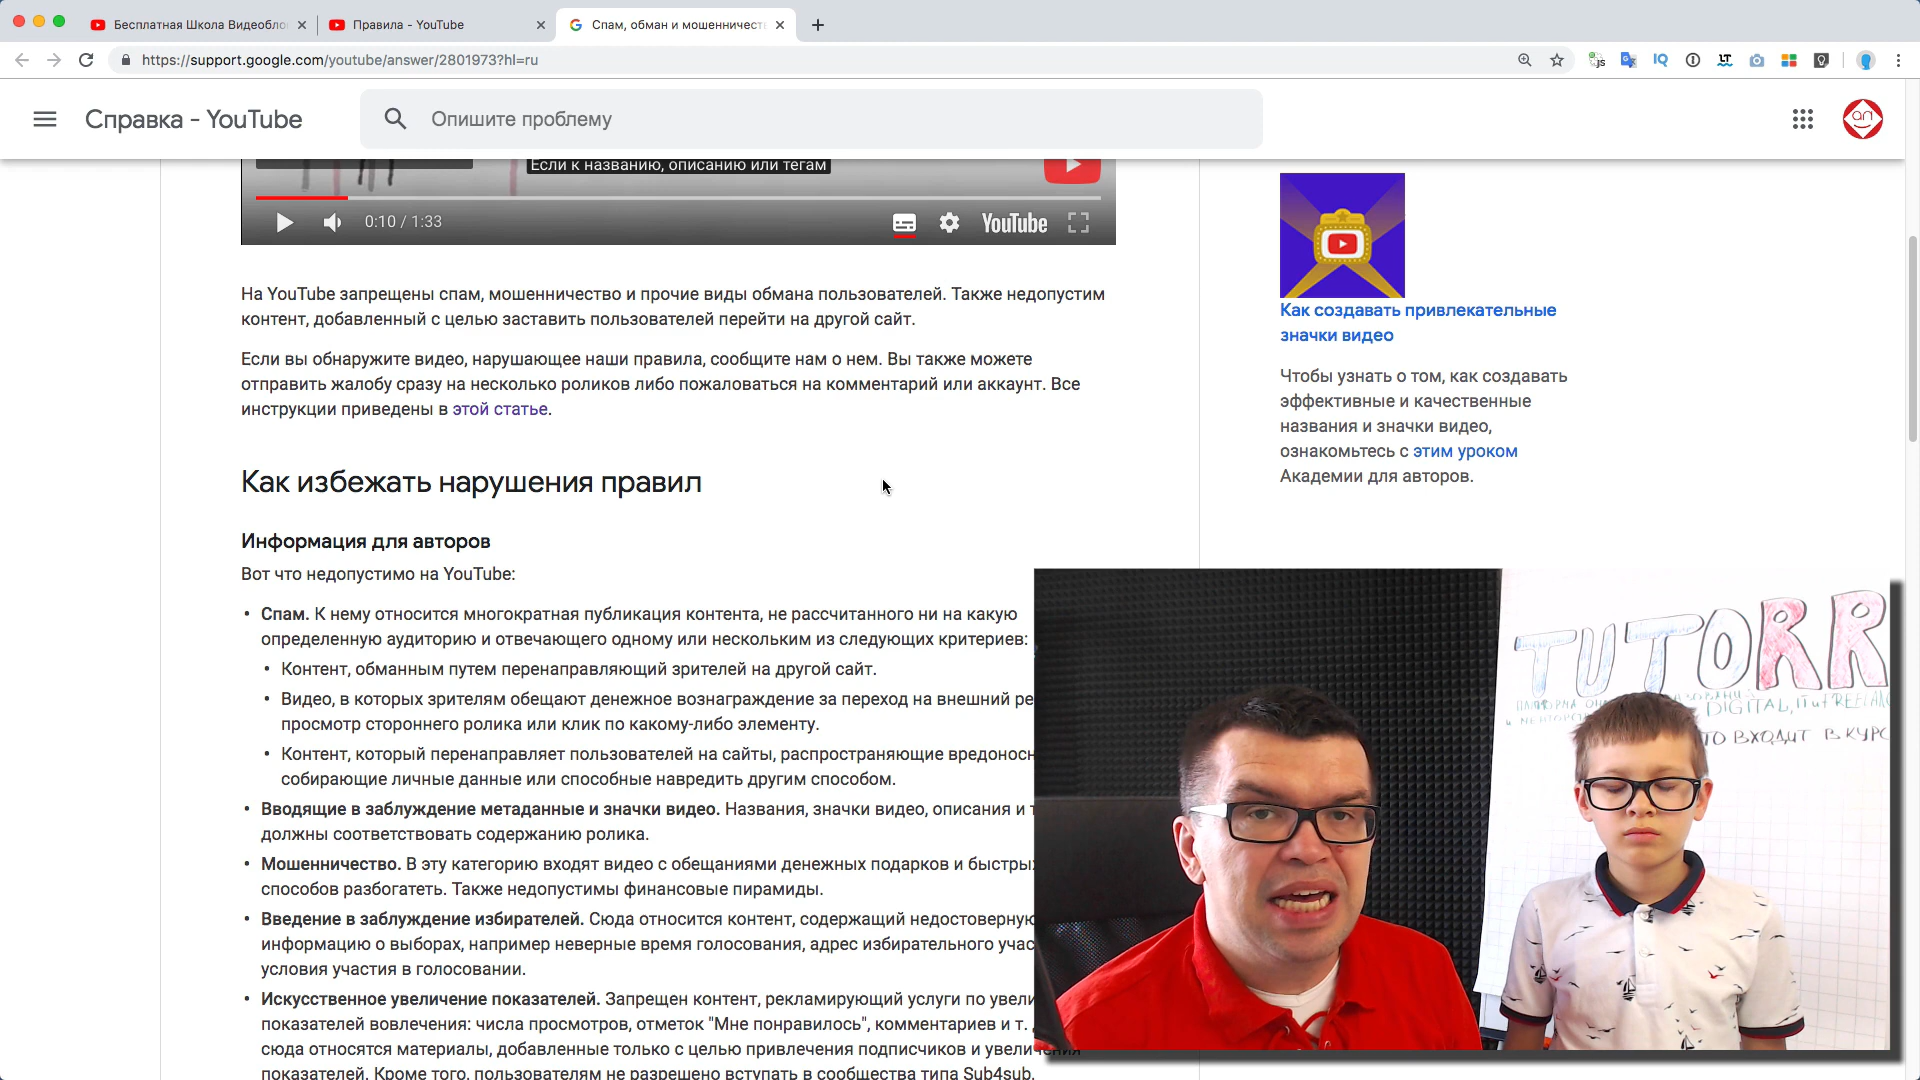 Бесплатная Школа Видеобло
Правила - YouTube
Спам, обман и мошенничест
https://support.google.com/youtube/answer/2801973?hl=ru
Справка - YouTube
Опишите проблему
Если к названию, описанию или тегам
0:10 / 1:33
YouTube
На YouTube запрещены спам, мошенничество и прочие виды обмана пользователей. Также недопустим
контент, добавленный с целью заставить пользователей перейти на другой сайт.
Если вы обнаружите видео, нарушающее наши правила, сообщите нам о нем. Вы также можете
отправить жалобу сразу на несколько роликов либо пожаловаться на комментарий или аккаунт. Все
инструкции приведены в этой статье.
Как избежать нарушения правил
Информация для авторов
Вот что недопустимо на YouTube:
• Спам. К нему относится многократная публикация контента, не рассчитанного ни на какую
определенную аудиторию и отвечающего одному или нескольким из следующих критериев:
• Контент, обманным путем перенаправляющий зрителей на другой сайт.
• Видео, в которых зрителям обещают денежное вознаграждение за переход на внешний ре
просмотр стороннего ролика или клик по какому-либо элементу.
• Контент, который перенаправляет пользователей на сайты, распространяющие вредоносн
собирающие личные данные или способные навредить другим способом.
• Вводящие в заблуждение метаданные и значки видео. Названия, значки видео, описания и т
должны соответствовать содержанию ролика.
• Мошенничество. В эту категорию входят видео с обещаниями денежных подарков и быстры
способов разбогатеть. Также недопустимы финансовые пирамиды.
• Введение в заблуждение избирателей. Сюда относится контент, содержащий недостоверную
информацию о выборах, например неверные время голосования, адрес избирательного учас
условия участия в голосовании.
• Искусственное увеличение показателей. Запрещен контент, рекламирующий услуги по увели
показателей вовлечения: числа просмотров, отметок "Мне понравилось", комментариев и т.
сюда относятся материалы, добавленные только с целью привлечения подписчиков и увеличения
показателей. Кроме того, пользователям не разрешено вступать в сообщества типа Sub4sub.
Как создавать привлекательные
значки видео
Чтобы узнать о том, как создавать
эффективные и качественные
названия и значки видео,
ознакомьтесь с этим уроком
Академии для авторов.
TUTORR
DIGITAL, IT и FREELANC
ТО ВХОДИТ В КУРС